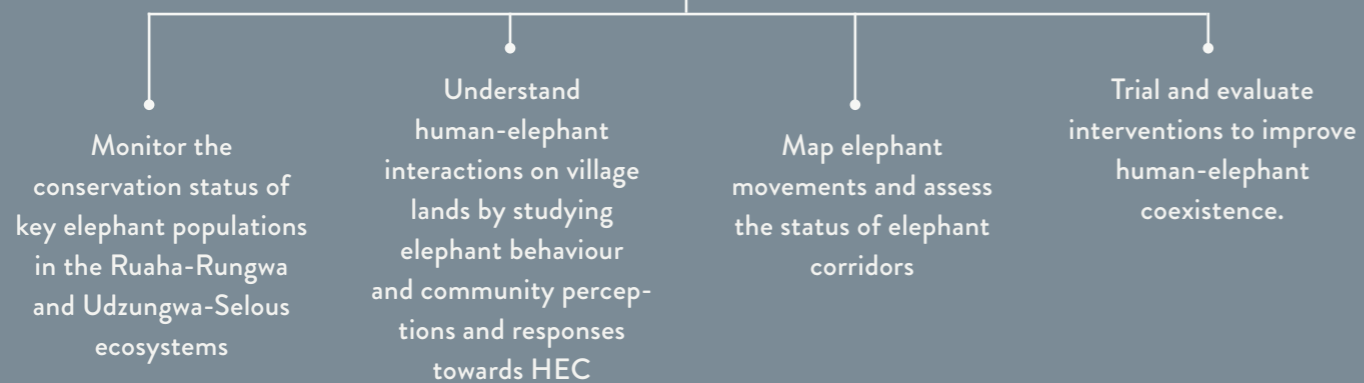 Monitor the
conservation status of
key elephant populations
in the Ruaha-Rungwa
and Udzungwa-Selous
ecosystems
Understand
human-elephant
interactions on village
lands by studying
elephant behaviour
and community percep-
tions and responses
towards HEC
Map elephant
movements and assess
the status of elephant
corridors
Trial and evaluate
interventions to improve
human-elephant
coexistence.